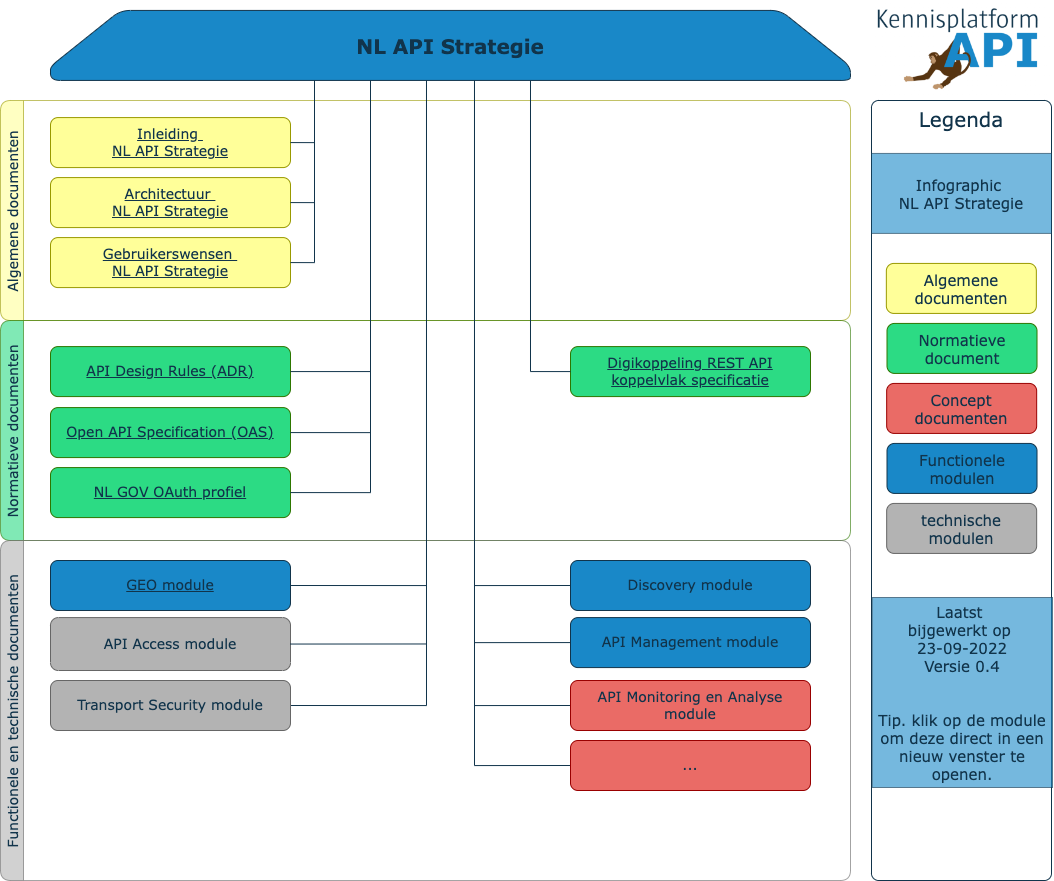 NL API Strategie
Kennisplatform
API
Algemene documenten
Inleiding
NL API Strategie
Architectuur
NL API Strategie
Gebruikerswensen
NL API Strategie
Normatieve documenten
API Design Rules (ADR)
Open API Specification (OAS)
NL GOV OAuth profiel
Digikoppeling REST API
koppelvlak specificatie
Functionele en technische documenten
GEO module
API Access module
Transport Security module
Discovery module
API Management module
API Monitoring en Analyse
module
...
Legenda
Infographic
NL API Strategie
Algemene
documenten
Normatieve
document
Concept
documenten
Functionele
modulen
technische
modulen
Laatst
bijgewerkt op
23-09-2022
Versie 0.4
Tip. klik op de module
om deze direct in een
nieuw venster te
openen.